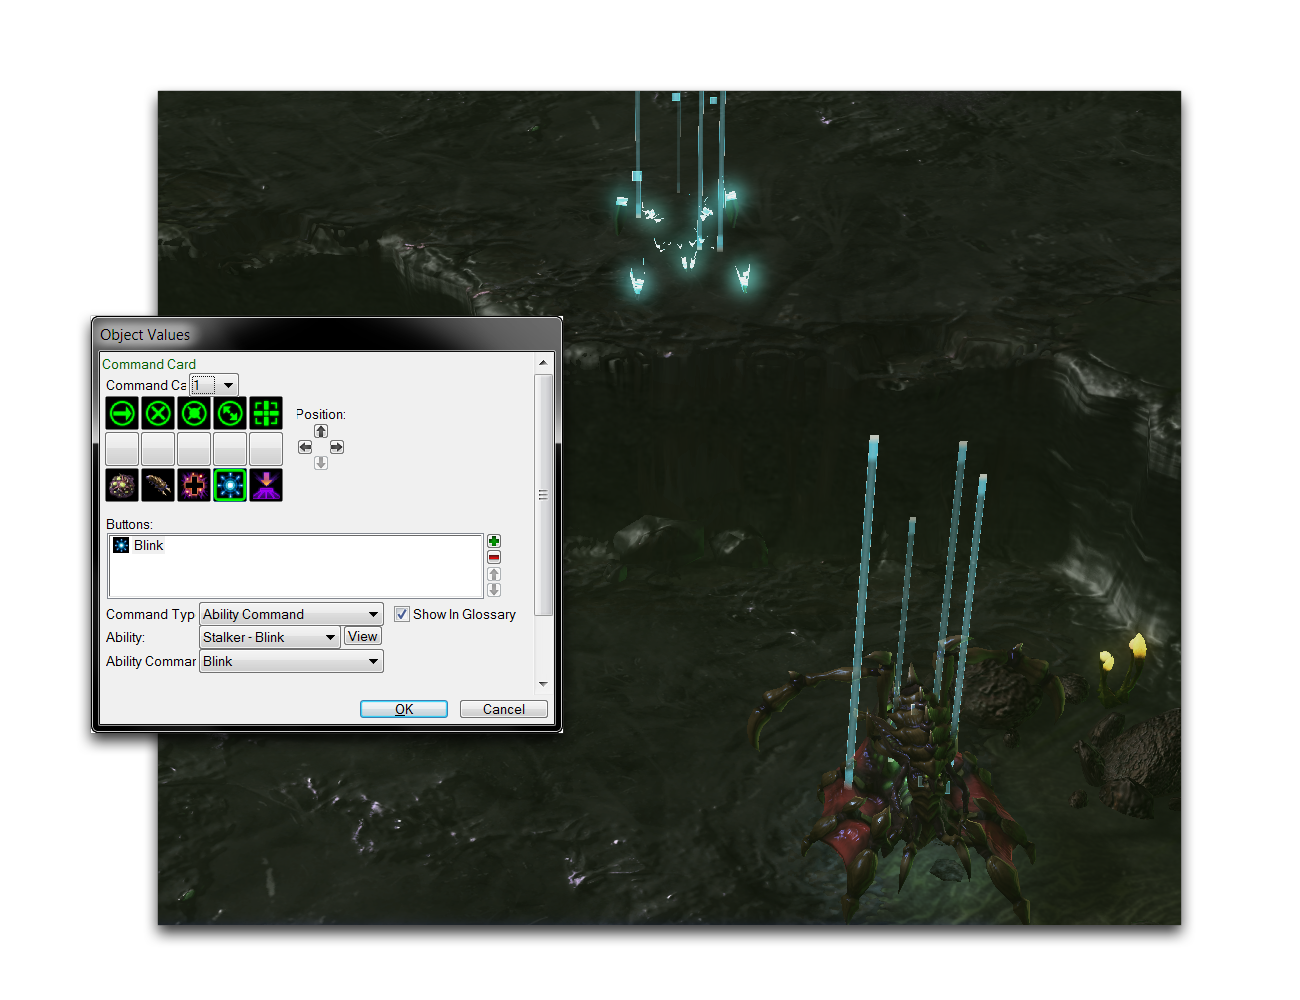 Object Values
Command Card
Command Ca 1
Position:
Buttons:
Blink
Command Typ Ability Command Show In Glossary
Ability: Stalker - Blink View
Ability Commar Blink
OK Cancel